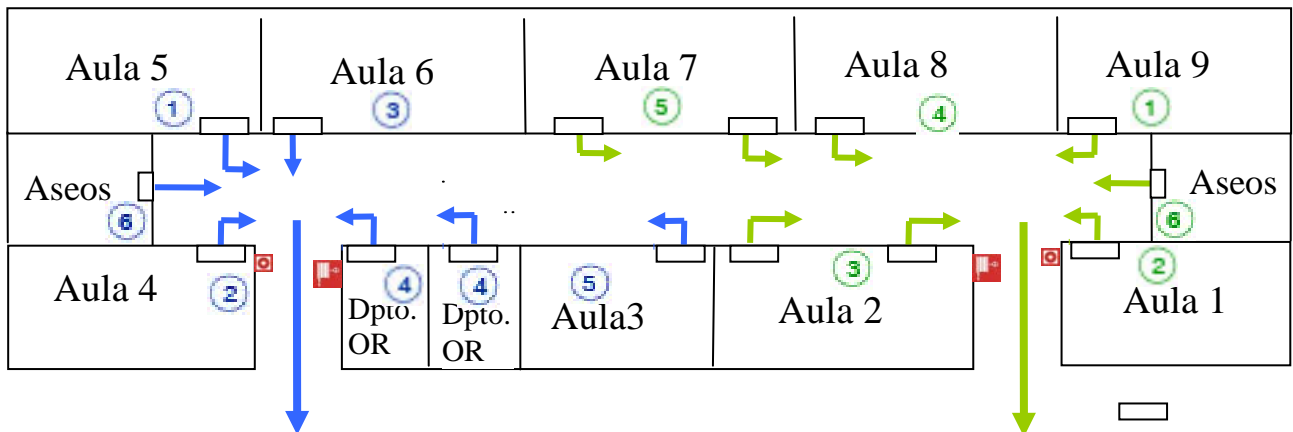 Aula 5
Aula 6
Aula 7
Aula 8
Aula 9
1
3
5
4
1
Aseos
Aseos
6
6
Aula 4
2
4
4
5
3
2
Dpto.
OR
Dpto.
OR
Aula3
Aula 2
Aula 1